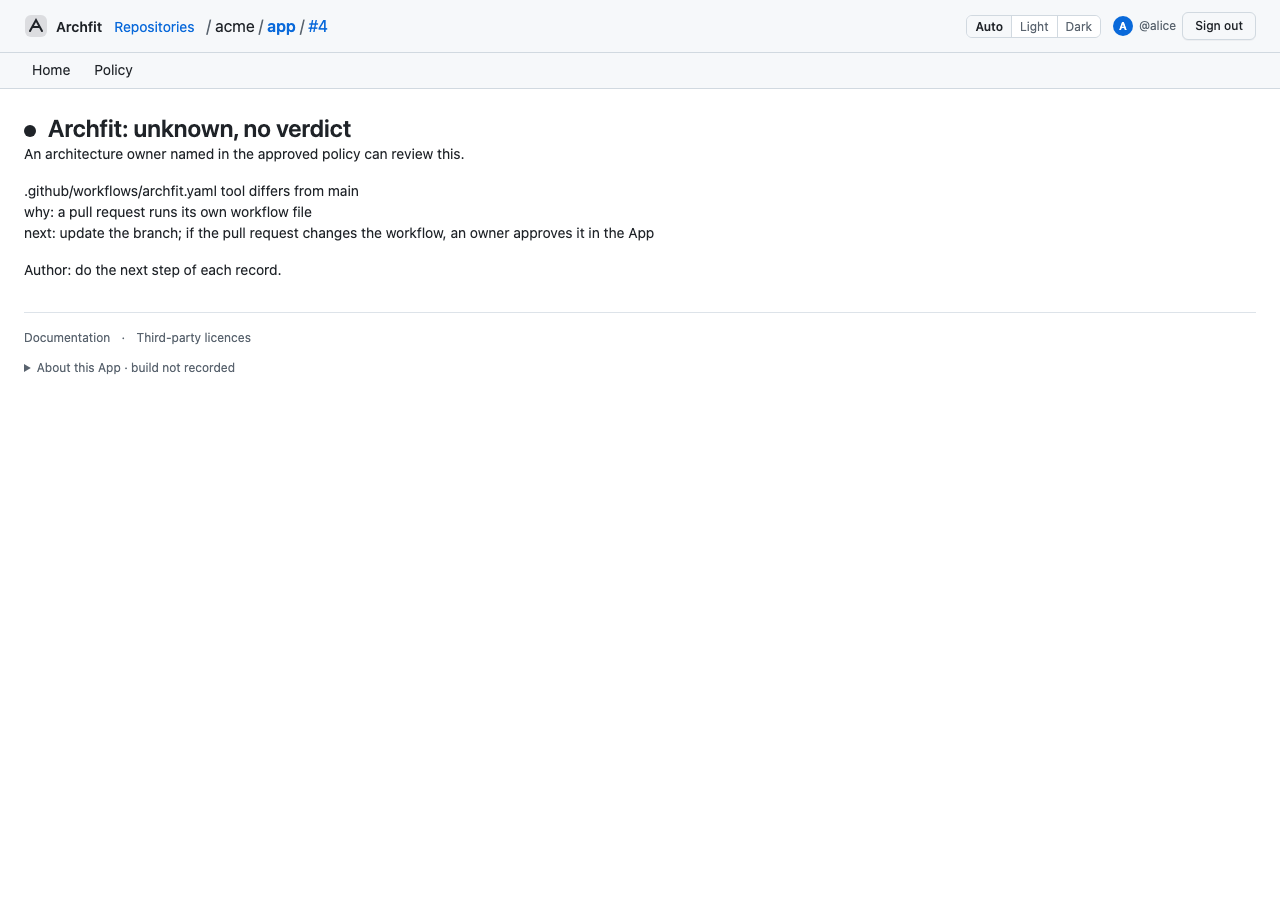 Archfit Repositories / acme / app / #4 Auto Light Dark A @alice Sign out
Home Policy
Archfit: unknown, no verdict
An architecture owner named in the approved policy can review this.
.github/workflows/archfit.yaml tool differs from main
why: a pull request runs its own workflow file
next: update the branch; if the pull request changes the workflow, an owner approves it in the App
Author: do the next step of each record.
Documentation · Third-party licences
About this App · build not recorded